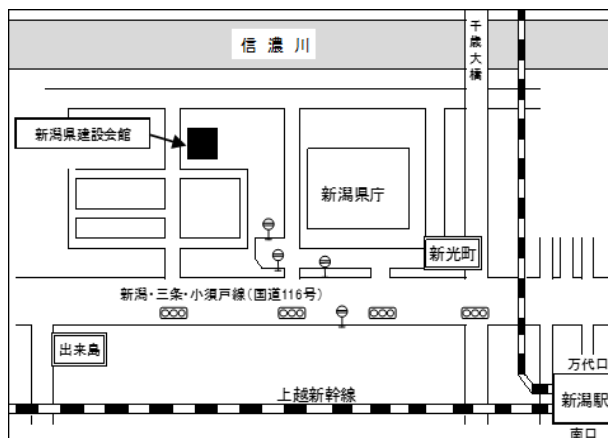 信濃川
千歳大橋
新潟県建設会館
新潟県庁
新光町
新潟・三条・小須戸線(国道116号)
出来島
万代口
上越新幹線
新潟駅
南口